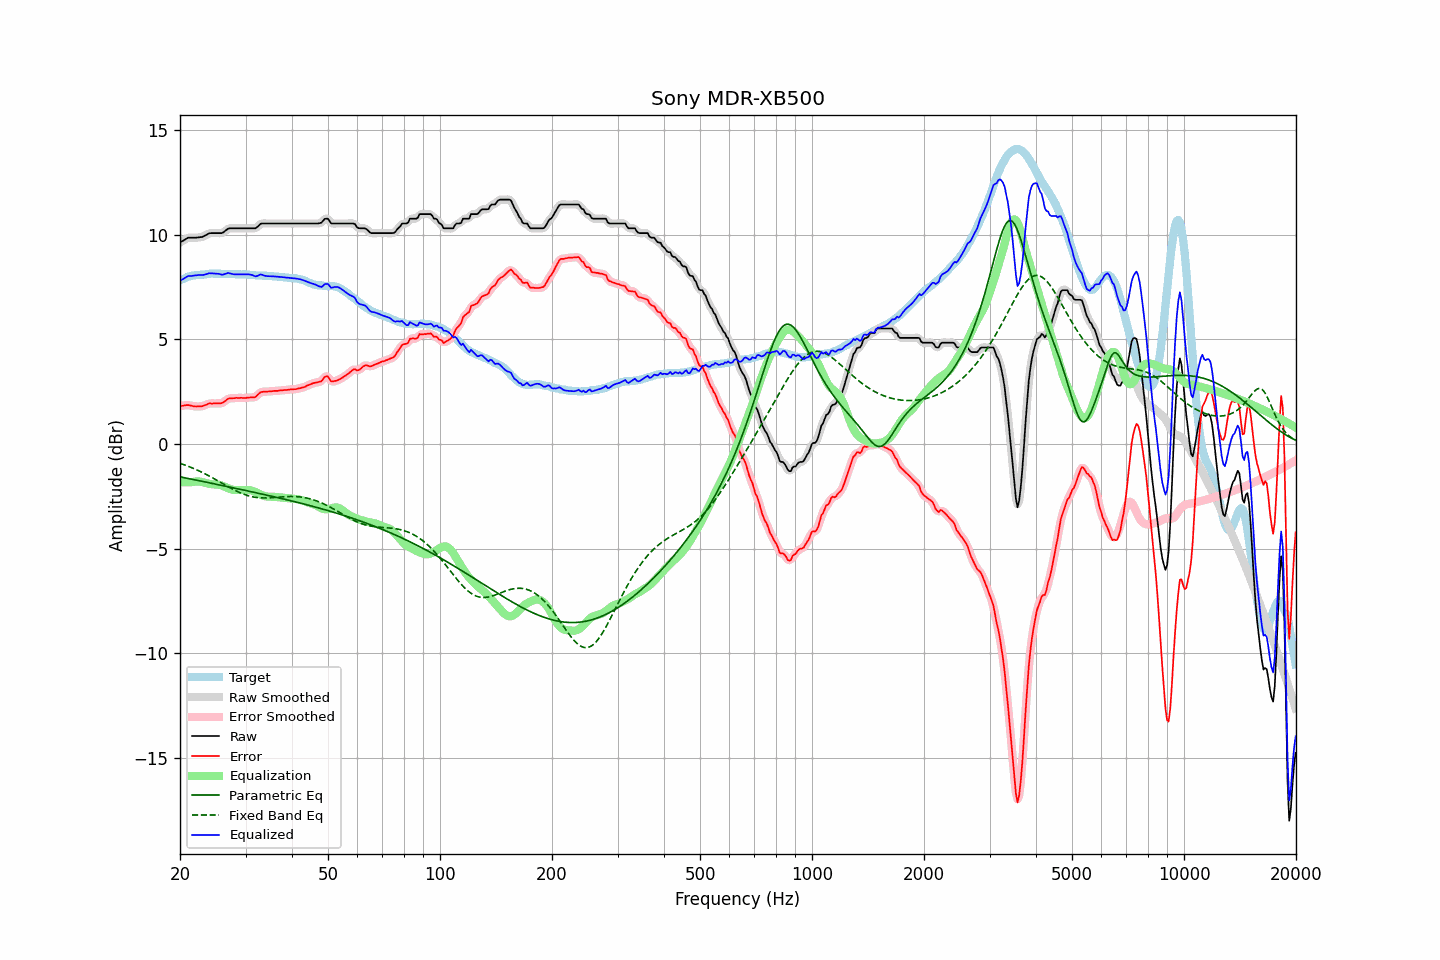 Sony MDR-XB500
Amplitude (dBr)
15
10
5
0
−5
−10
−15
Target
Raw Smoothed
Error Smoothed
Raw
Error
Equalization
Parametric Eq
Fixed Band Eq
Equalized
20 50 100 200 500 1000 2000 5000 10000 20000
Frequency (Hz)